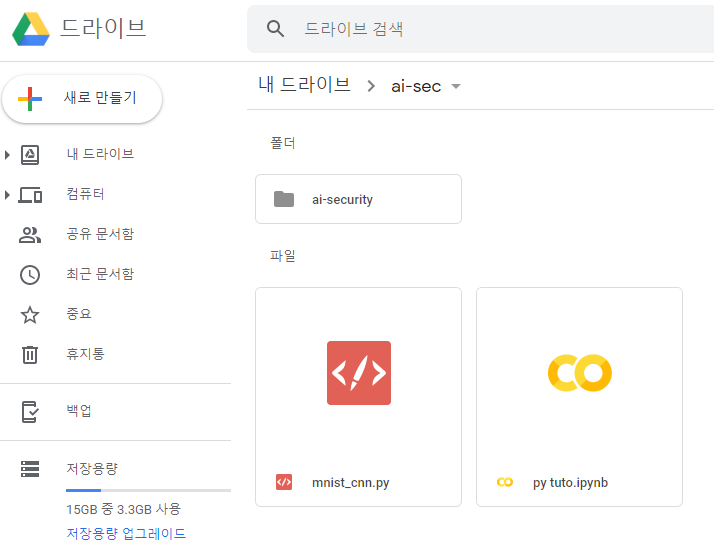 드라이브
드라이브 검색
내 드라이브 > ai-sec
새로 만들기
내 드라이브
컴퓨터
공유 문서함
최근 문서함
중요
휴지통
백업
저장용량
15GB 중 3.3GB 사용
저장용량 업그레이드
폴더
ai-security
파일
mnist_cnn.py
py tuto.ipynb